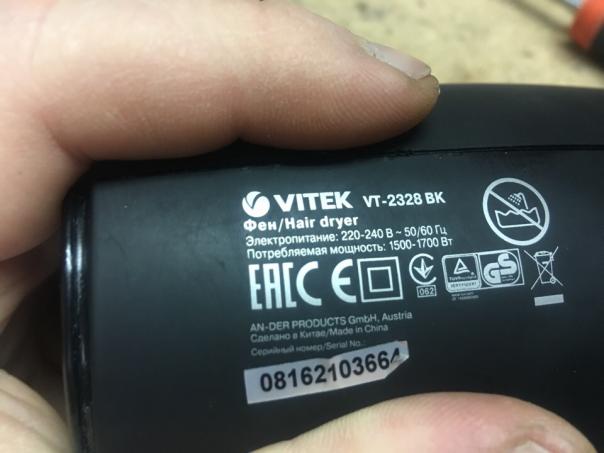 VITEK VT-2328 BK
Фен/Hair dryer
Электропитание: 220-240 В ~ 50/60 Гц
Потребляемая мощность: 1500-1700 Вт
EAC CE 062 GS
AN-DER PRODUCTS GmbH, Austria
Сделано в Китае/Made in China
Серийный номер/Serial No.:
08162103664